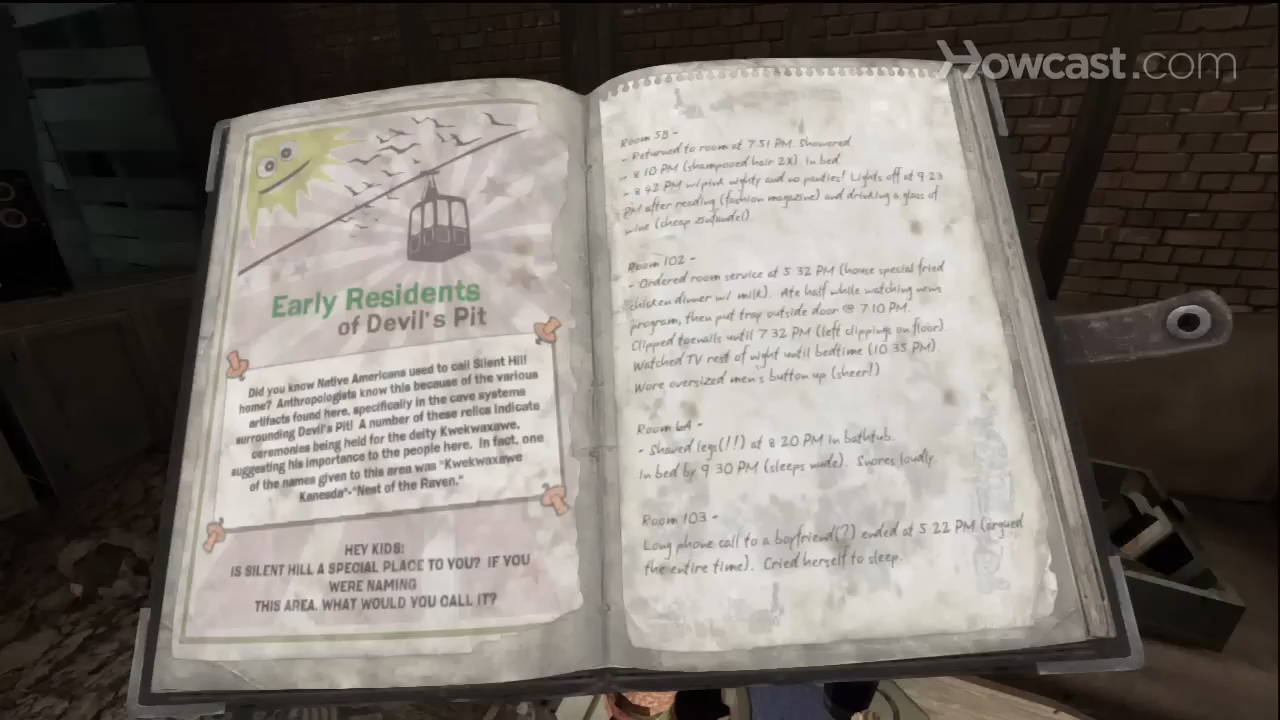 Howcast.com
Early Residents
of Devil's Pit
Did you know Native Americans used to call Silent Hill
home? Anthropologists know this because of the various
artifacts found here, specifically in the cave systems
surrounding Devil's Pit! A number of these relics indicate
ceremonies being held for the deity Kwekwaxawe,
suggesting his importance to the people here. In fact, one
of the names given to this area was "Kwekwaxawe
Kanesda"-"Nest of the Raven."
HEY KIDS:
IS SILENT HILL A SPECIAL PLACE TO YOU? IF YOU
WERE NAMING
THIS AREA, WHAT WOULD YOU CALL IT?
Room 5B -
- Returned to room at 7 51 PM. Showered
- 8 10 PM (shampooed hair 2X) In bed
- 8 42 PM w/pink nighty and no panties! Lights off at 9 23
PM after reading (fashion magazine) and drinking a glass of
wine (cheap zinfandel)
Room 102 -
- Ordered room service at 5 32 PM (house special fried
chicken dinner w/ milk). Ate half while watching news
program, then put tray outside door @ 7 10 PM.
Clipped toenails until 7 32 PM (left clippings on floor)
Watched TV rest of night until bedtime (10 35 PM).
Wore oversized men's button up (sheer!)
Room 6A -
- Shaved legs(!!) at 8 20 PM in bathtub.
In bed by 9 30 PM (sleeps nude). Snores loudly.
Room 103 -
Long phone call to a boyfriend(?) ended at 5 22 PM (argued
the entire time). Cried herself to sleep.